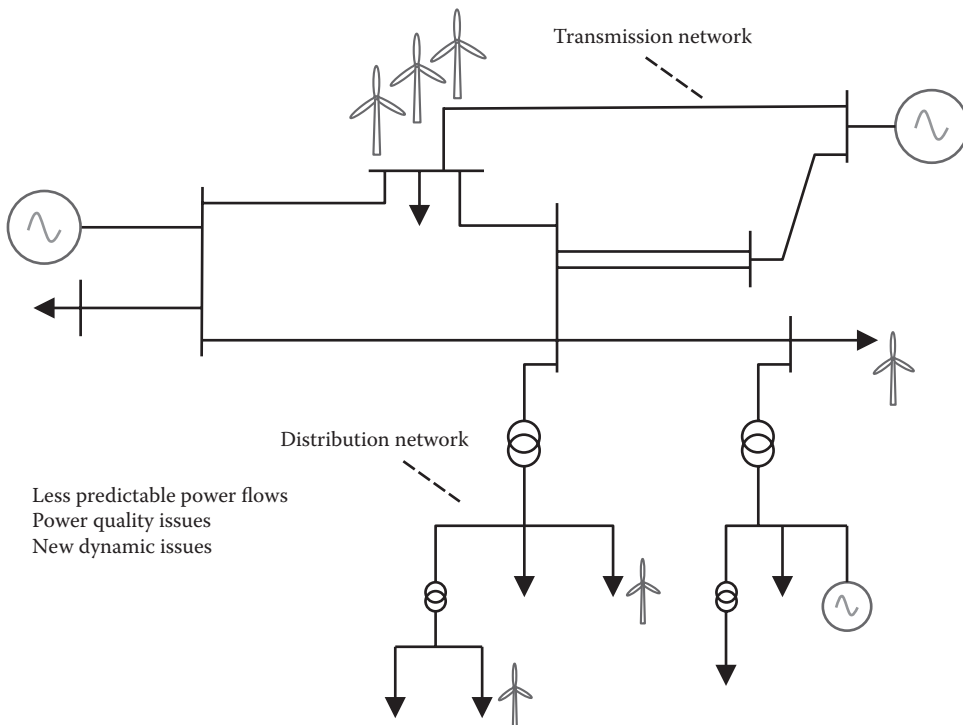 Transmission network
Distribution network
Less predictable power flows
Power quality issues
New dynamic issues